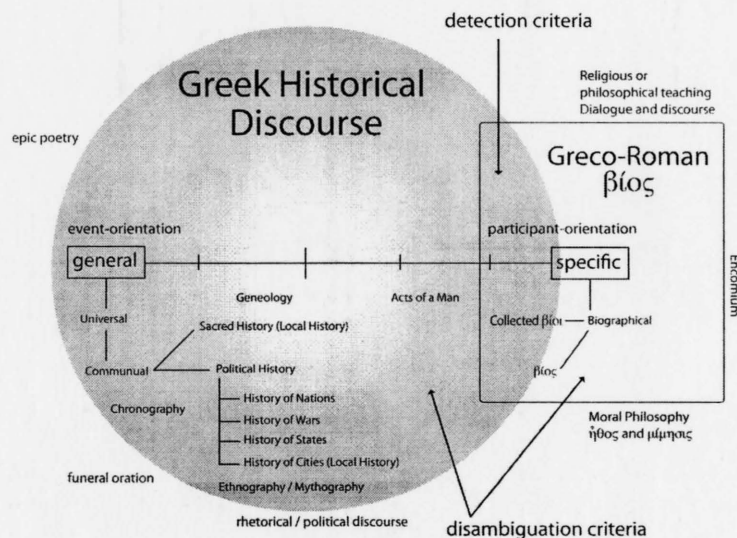 detection criteria
Greek Historical
Discourse
Religious or
philosophical teaching
Dialogue and discourse
epic poetry
Greco-Roman
βίος
event-orientation
participant-orientation
general
specific
Encomium
Geneology
Acts of a Man
Universal
Sacred History (Local History)
Collected βίοι
Biographical
Communual
Political History
βίος
History of Nations
Chronography
History of Wars
Moral Philosophy
ἦθος and μίμησις
History of States
History of Cities (Local History)
funeral oration
Ethnography / Mythography
rhetorical / political discourse
disambiguation criteria